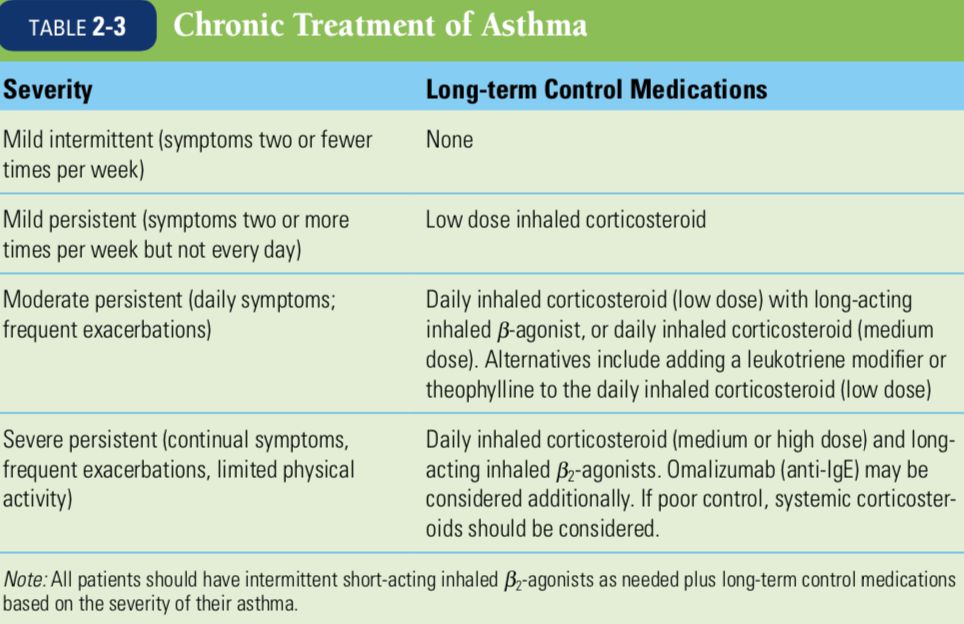 TABLE 2-3 Chronic Treatment of Asthma
Severity Long-term Control Medications
Mild intermittent (symptoms two or fewer
times per week)
None
Mild persistent (symptoms two or more
times per week but not every day)
Low dose inhaled corticosteroid
Moderate persistent (daily symptoms;
frequent exacerbations)
Daily inhaled corticosteroid (low dose) with long-acting
inhaled β-agonist, or daily inhaled corticosteroid (medium
dose). Alternatives include adding a leukotriene modifier or
theophylline to the daily inhaled corticosteroid (low dose)
Severe persistent (continual symptoms,
frequent exacerbations, limited physical
activity)
Daily inhaled corticosteroid (medium or high dose) and long-
acting inhaled β₂-agonists. Omalizumab (anti-IgE) may be
considered additionally. If poor control, systemic corticoster-
oids should be considered.
Note: All patients should have intermittent short-acting inhaled β₂-agonists as needed plus long-term control medications
based on the severity of their asthma.